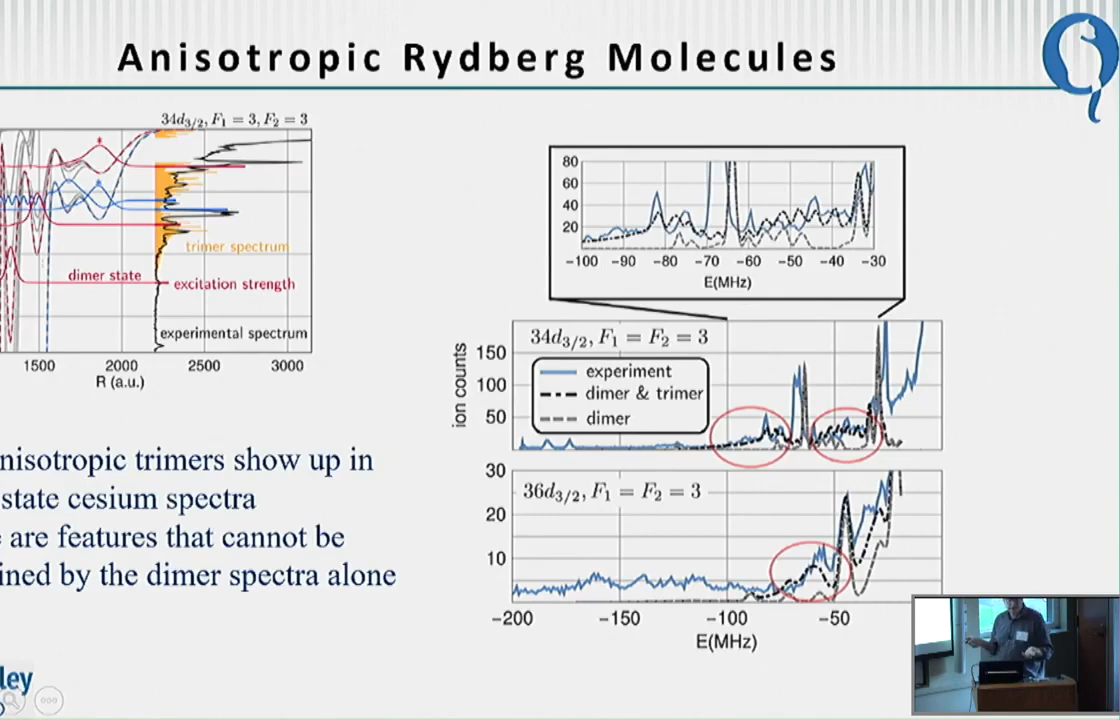 Anisotropic Rydberg Molecules
34d3/2, F1 = 3, F2 = 3
trimer spectrum
dimer state
excitation strength
experimental spectrum
1500 2000 2500 3000
R (a.u.)
nisotropic trimers show up in
state cesium spectra
e are features that cannot be
ined by the dimer spectra alone
ley
80
60
40
20
−100 −90 −80 −70 −60 −50 −40 −30
E(MHz)
34d3/2, F1 = F2 = 3
experiment
dimer & trimer
dimer
ion counts
150
100
50
36d3/2, F1 = F2 = 3
30
20
10
−200 −150 −100 −50
E(MHz)